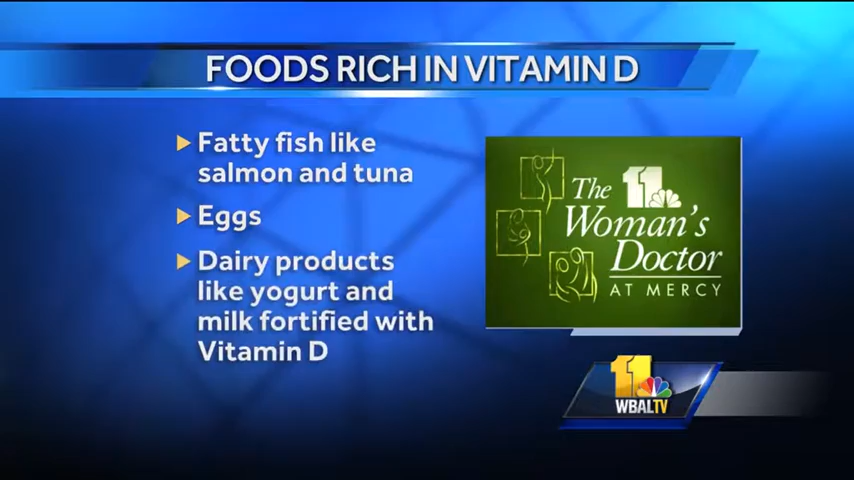 FOODS RICH IN VITAMIN D
Fatty fish like
salmon and tuna
Eggs
Dairy products
like yogurt and
milk fortified with
Vitamin D
The 11
Woman's
Doctor
AT MERCY
11
WBALTV